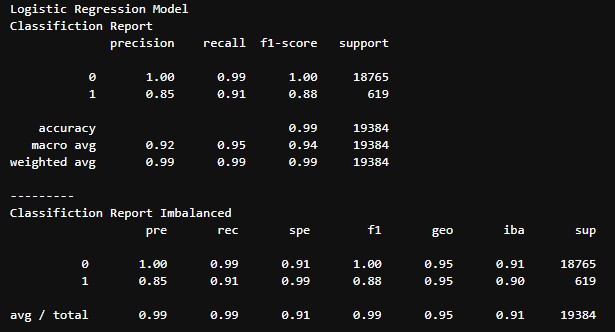 Logistic Regression Model
Classifiction Report
precision recall f1-score support
0 1.00 0.99 1.00 18765
1 0.85 0.91 0.88 619
accuracy 0.99 19384
macro avg 0.92 0.95 0.94 19384
weighted avg 0.99 0.99 0.99 19384
---------
Classifiction Report Imbalanced
pre rec spe f1 geo iba sup
0 1.00 0.99 0.91 1.00 0.95 0.91 18765
1 0.85 0.91 0.99 0.88 0.95 0.90 619
avg / total 0.99 0.99 0.91 0.99 0.95 0.91 19384